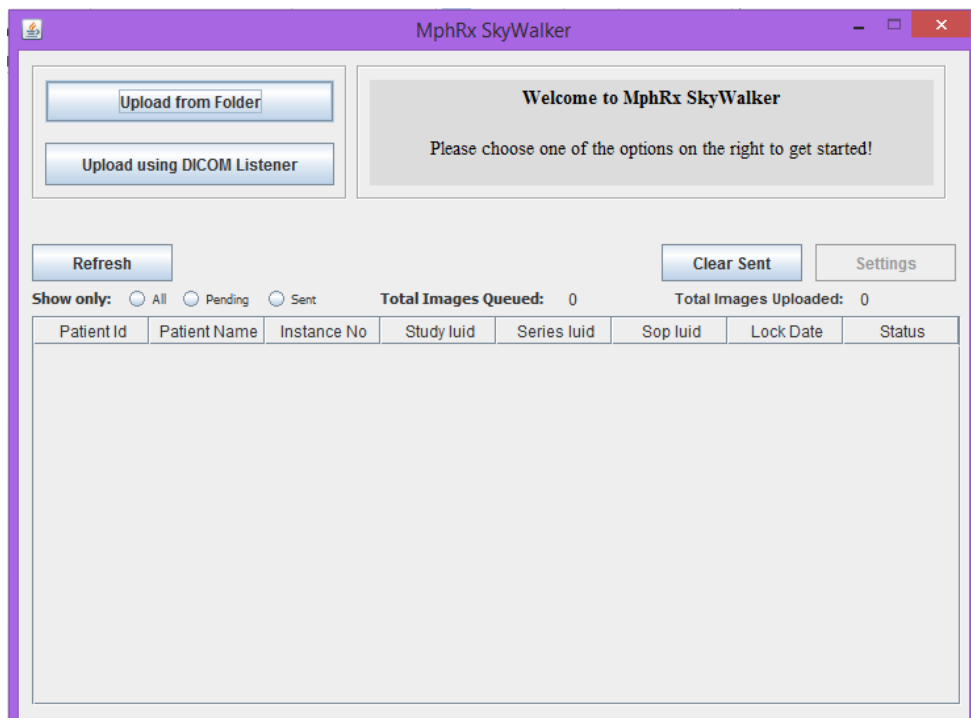 MphRx SkyWalker
Upload from Folder
Upload using DICOM Listener
Welcome to MphRx SkyWalker
Please choose one of the options on the right to get started!
Refresh
Clear Sent
Settings
Show only: All Pending Sent Total Images Queued: 0 Total Images Uploaded: 0
Patient Id Patient Name Instance No Study Iuid Series Iuid Sop Iuid Lock Date Status